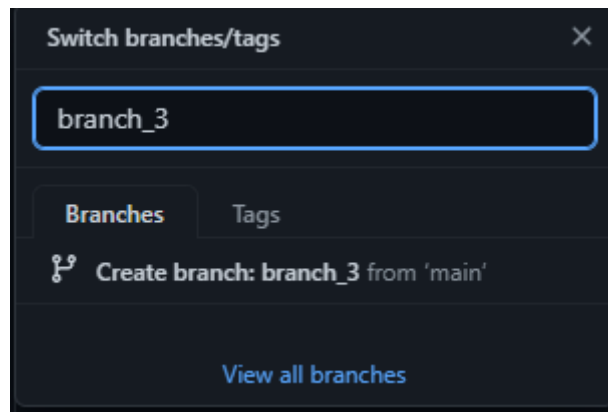 Switch branches/tags
branch_3
Branches Tags
Create branch: branch_3 from 'main'
View all branches